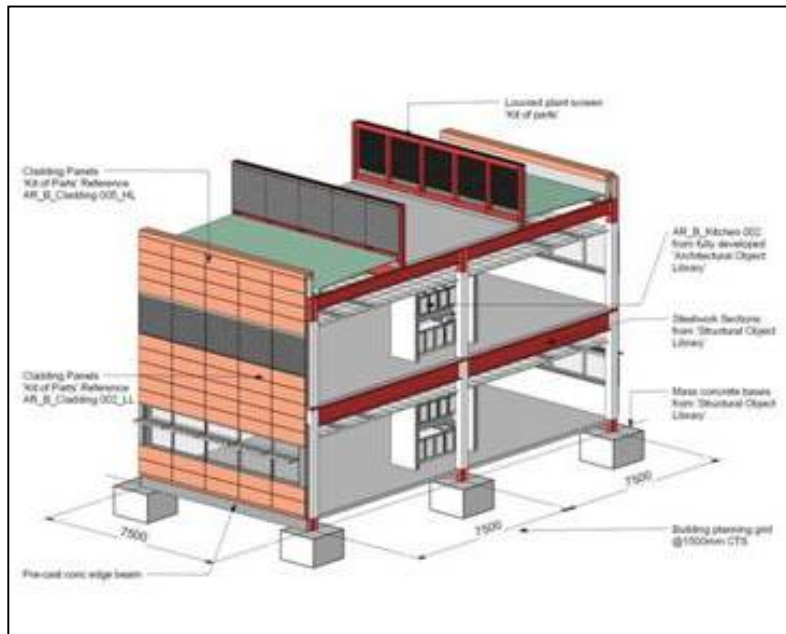 Louvred plant screen
'Kit of parts'
Cladding Panels
'Kit of Parts' Reference
AR_B_Cladding 005_HL
AR_B_Kitchen 002
from fully developed
'Architectural Object
Library'
Steelwork Sections
from 'Structural Object
Library'
Cladding Panels
'Kit of Parts' Reference
AR_B_Cladding 002_LL
Mass concrete bases
from 'Structural Object
Library'
7500
7500
7500
Building planning grid
@1500mm CTS
Pre-cast conc edge beam